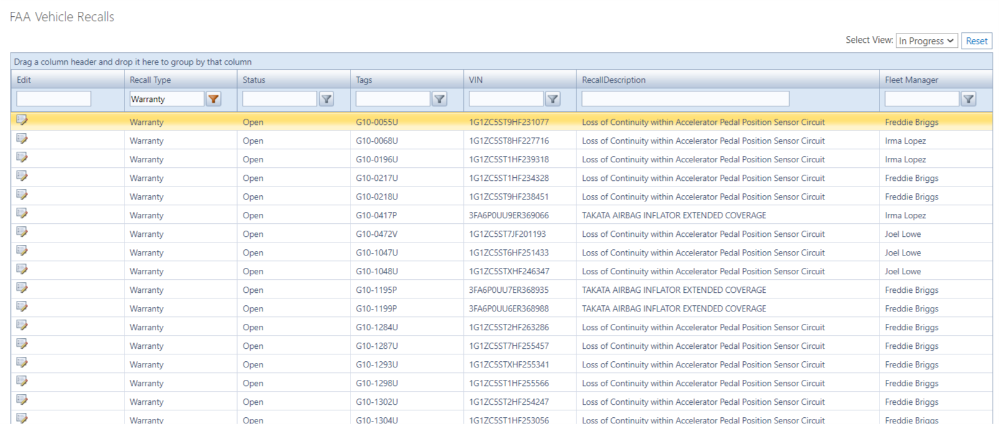 FAA Vehicle Recalls
Select View: In Progress Reset
Drag a column header and drop it here to group by that column
Edit Recall Type Status Tags VIN RecallDescription Fleet Manager
Warranty
Warranty Open G10-0055U 1G1ZC5ST9HF231077 Loss of Continuity within Accelerator Pedal Position Sensor Circuit Freddie Briggs
Warranty Open G10-0068U 1G1ZC5ST8HF227716 Loss of Continuity within Accelerator Pedal Position Sensor Circuit Irma Lopez
Warranty Open G10-0196U 1G1ZC5ST1HF239318 Loss of Continuity within Accelerator Pedal Position Sensor Circuit Irma Lopez
Warranty Open G10-0217U 1G1ZC5ST1HF234328 Loss of Continuity within Accelerator Pedal Position Sensor Circuit Freddie Briggs
Warranty Open G10-0218U 1G1ZC5ST9HF238451 Loss of Continuity within Accelerator Pedal Position Sensor Circuit Freddie Briggs
Warranty Open G10-0417P 3FA6P0UU9ER369066 TAKATA AIRBAG INFLATOR EXTENDED COVERAGE Irma Lopez
Warranty Open G10-0472V 1G1ZC5ST7JF201193 Loss of Continuity within Accelerator Pedal Position Sensor Circuit Joel Lowe
Warranty Open G10-1047U 1G1ZC5ST6HF251433 Loss of Continuity within Accelerator Pedal Position Sensor Circuit Joel Lowe
Warranty Open G10-1048U 1G1ZC5STXHF246347 Loss of Continuity within Accelerator Pedal Position Sensor Circuit Joel Lowe
Warranty Open G10-1195P 3FA6P0UU7ER368935 TAKATA AIRBAG INFLATOR EXTENDED COVERAGE Freddie Briggs
Warranty Open G10-1199P 3FA6P0UU6ER368988 TAKATA AIRBAG INFLATOR EXTENDED COVERAGE Freddie Briggs
Warranty Open G10-1284U 1G1ZC5ST2HF263286 Loss of Continuity within Accelerator Pedal Position Sensor Circuit Freddie Briggs
Warranty Open G10-1287U 1G1ZC5ST7HF255457 Loss of Continuity within Accelerator Pedal Position Sensor Circuit Freddie Briggs
Warranty Open G10-1293U 1G1ZC5STXHF255341 Loss of Continuity within Accelerator Pedal Position Sensor Circuit Freddie Briggs
Warranty Open G10-1298U 1G1ZC5ST1HF255566 Loss of Continuity within Accelerator Pedal Position Sensor Circuit Freddie Briggs
Warranty Open G10-1302U 1G1ZC5ST2HF254247 Loss of Continuity within Accelerator Pedal Position Sensor Circuit Freddie Briggs
Warranty Open G10-1304U 1G1ZC5ST1HF253056 Loss of Continuity within Accelerator Pedal Position Sensor Circuit Freddie Briggs